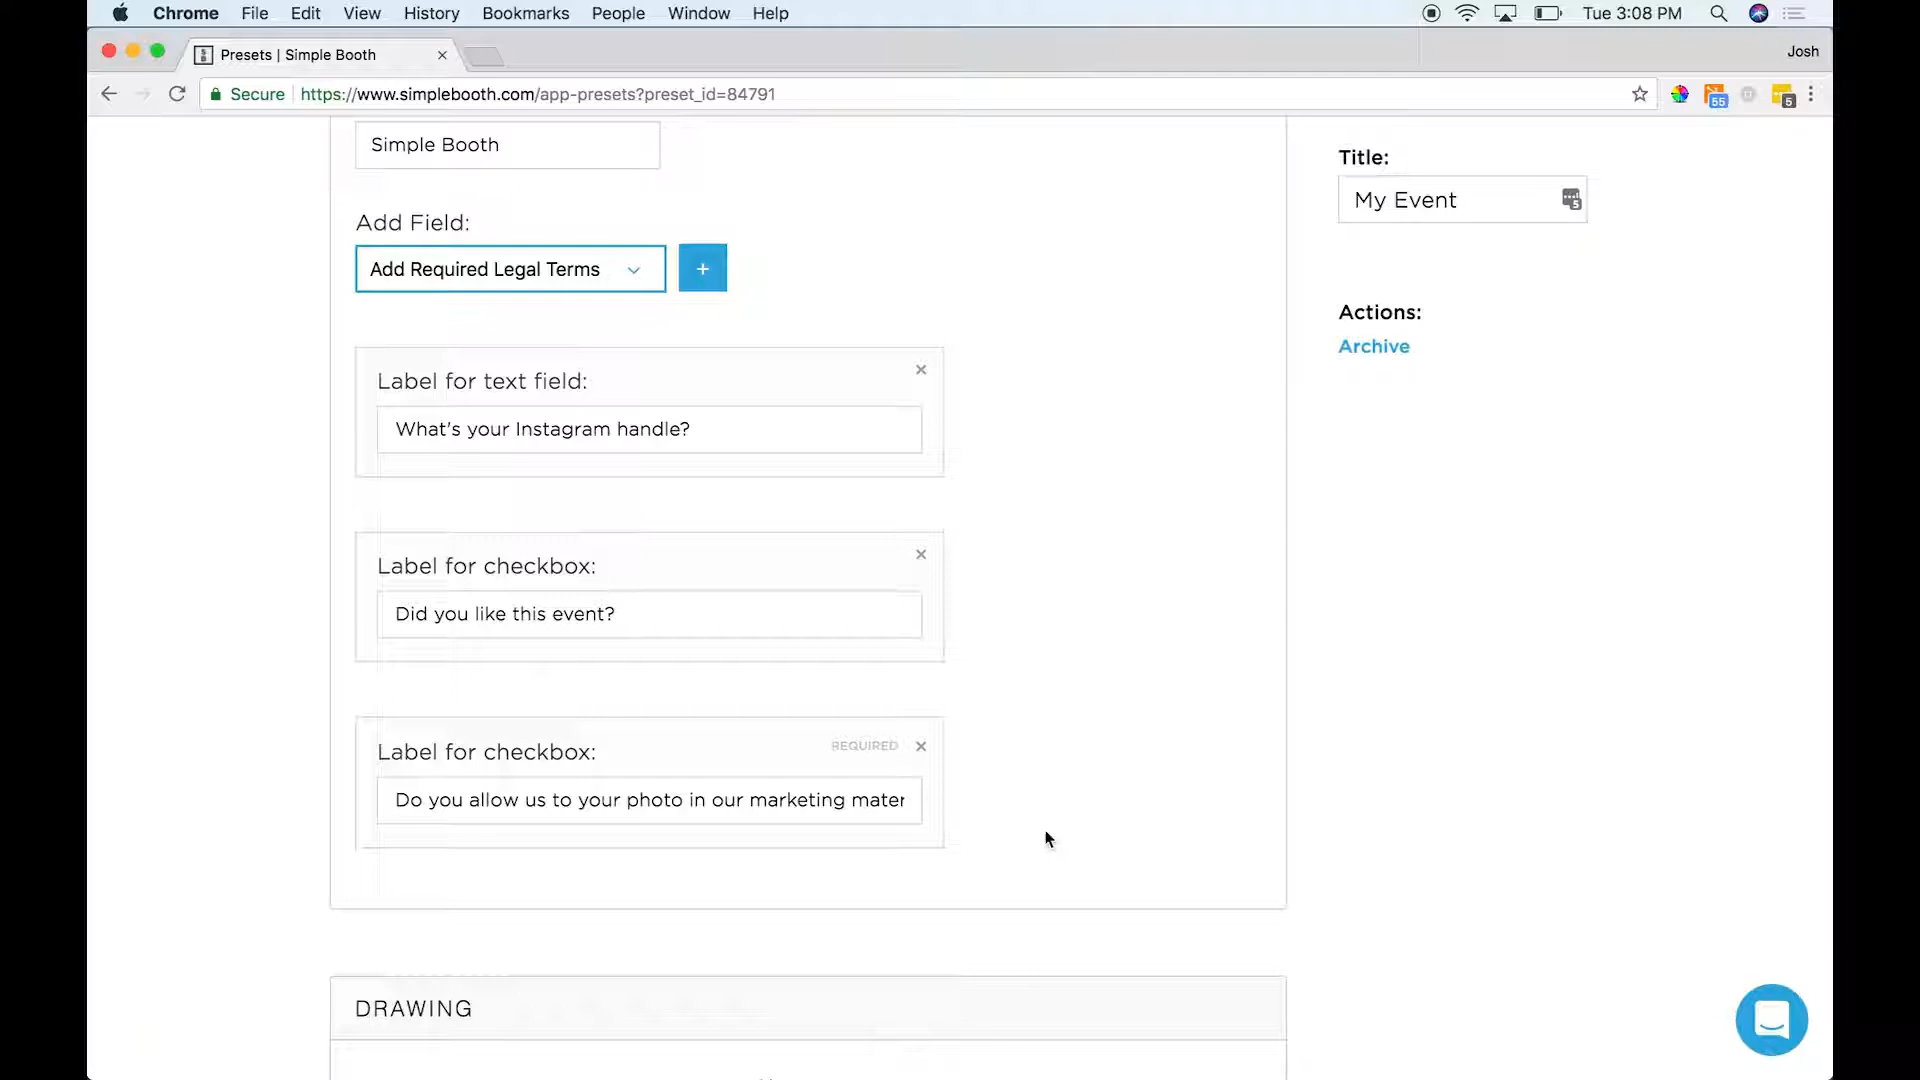 Chrome File Edit View History Bookmarks People Window Help Tue 3:08 PM
Presets | Simple Booth Josh
Secure https://www.simplebooth.com/app-presets?preset_id=84791 55 5
Simple Booth
Title:
My Event
Add Field:
Add Required Legal Terms +
Actions:
Archive
Label for text field:
What's your Instagram handle?
Label for checkbox:
Did you like this event?
Label for checkbox: REQUIRED
Do you allow us to your photo in our marketing mater
DRAWING